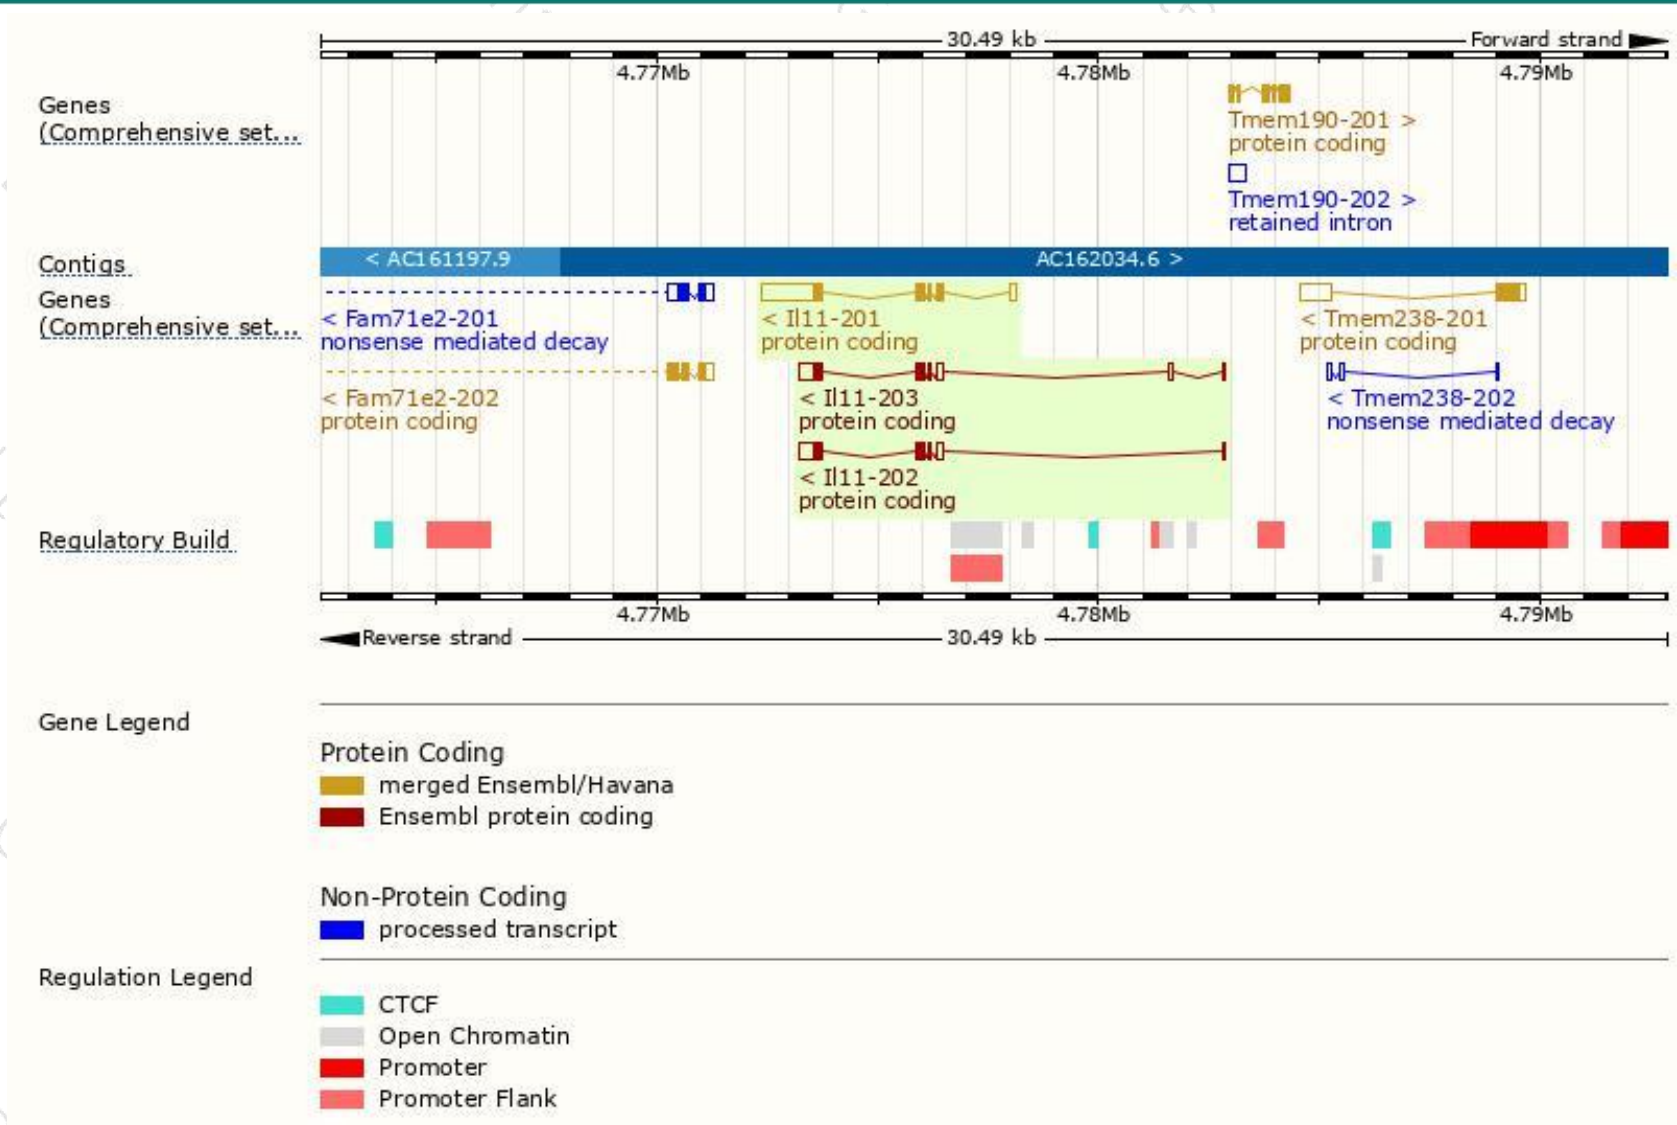 30.49 kb
Forward strand
4.77Mb 4.78Mb 4.79Mb
Genes
(Comprehensive set...
Tmem190-201 >
protein coding
Tmem190-202 >
retained intron
Contigs
< AC161197.9
AC162034.6 >
Genes
(Comprehensive set...
< Fam71e2-201
nonsense mediated decay
< Il11-201
protein coding
< Tmem238-201
protein coding
< Fam71e2-202
protein coding
< Il11-203
protein coding
< Tmem238-202
nonsense mediated decay
< Il11-202
protein coding
Regulatory Build
4.77Mb 4.78Mb 4.79Mb
Reverse strand
30.49 kb
Gene Legend
Protein Coding
merged Ensembl/Havana
Ensembl protein coding
Non-Protein Coding
processed transcript
Regulation Legend
CTCF
Open Chromatin
Promoter
Promoter Flank